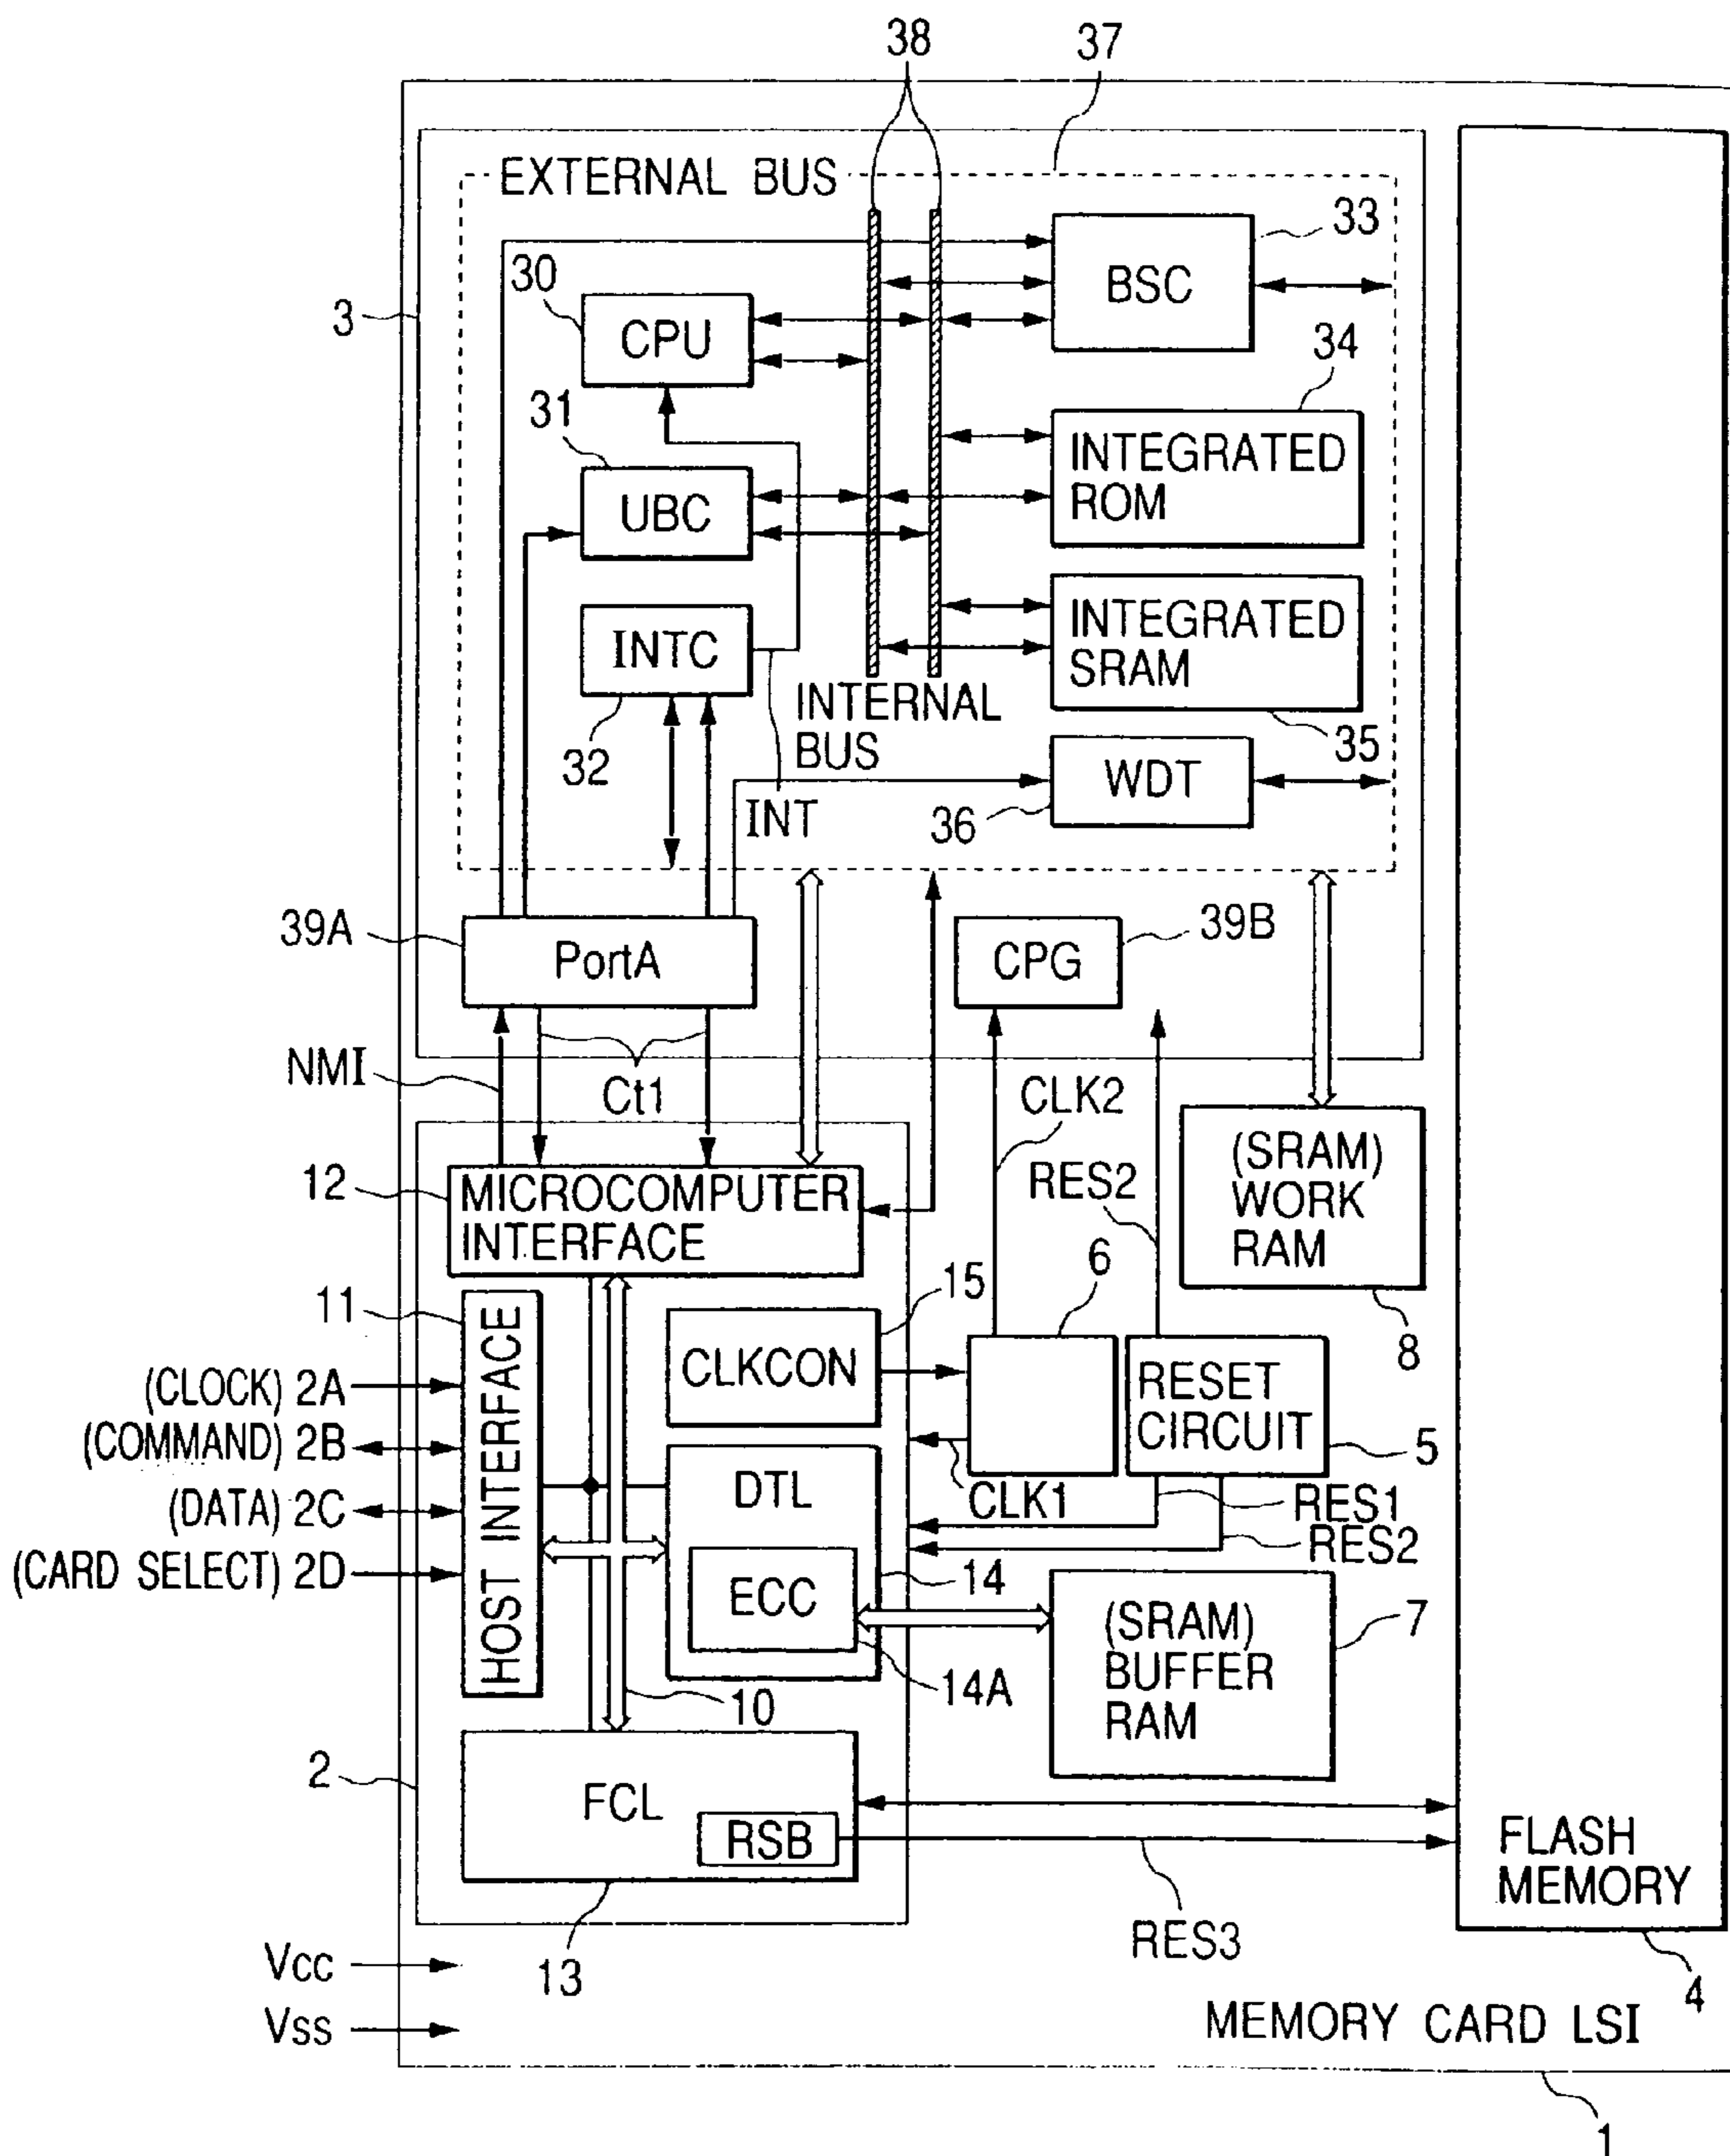 38
37
EXTERNAL BUS
33
BSC
30
CPU
3
34
31
INTEGRATED
ROM
UBC
INTEGRATED
SRAM
INTC
INTERNAL
BUS
32
35
WDT
36
INT
39A
PortA
39B
CPG
NMI
Ct1
CLK2
RES2
(SRAM)
WORK
RAM
12
MICROCOMPUTER
INTERFACE
6
15
11
8
HOST INTERFACE
CLKCON
RESET
CIRCUIT
5
(CLOCK) 2A
(COMMAND) 2B
(DATA) 2C
(CARD SELECT) 2D
DTL
CLK1
RES1
RES2
14
ECC
7
(SRAM)
BUFFER
RAM
14A
10
2
FCL
RSB
FLASH
MEMORY
RES3
13
Vcc
Vss
4
MEMORY CARD LSI
1